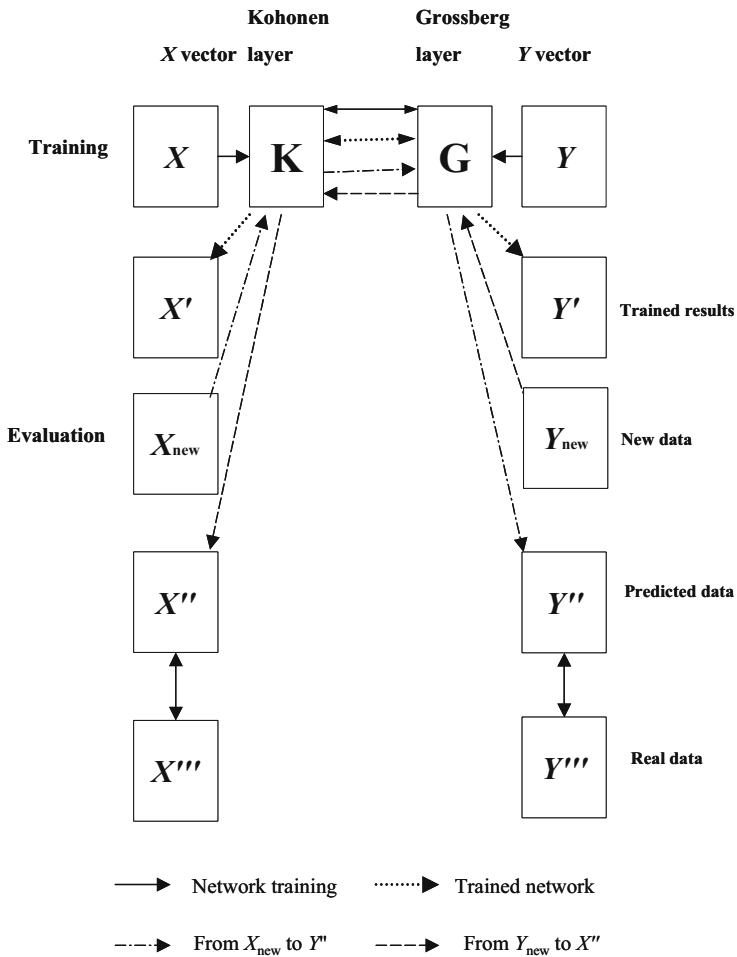 Kohonen Grossberg
X vector layer layer Y vector
Training X K G Y
X' Y' Trained results
Evaluation Xnew Ynew New data
X'' Y'' Predicted data
X''' Y''' Real data
Network training Trained network
From Xnew to Y'' From Ynew to X''